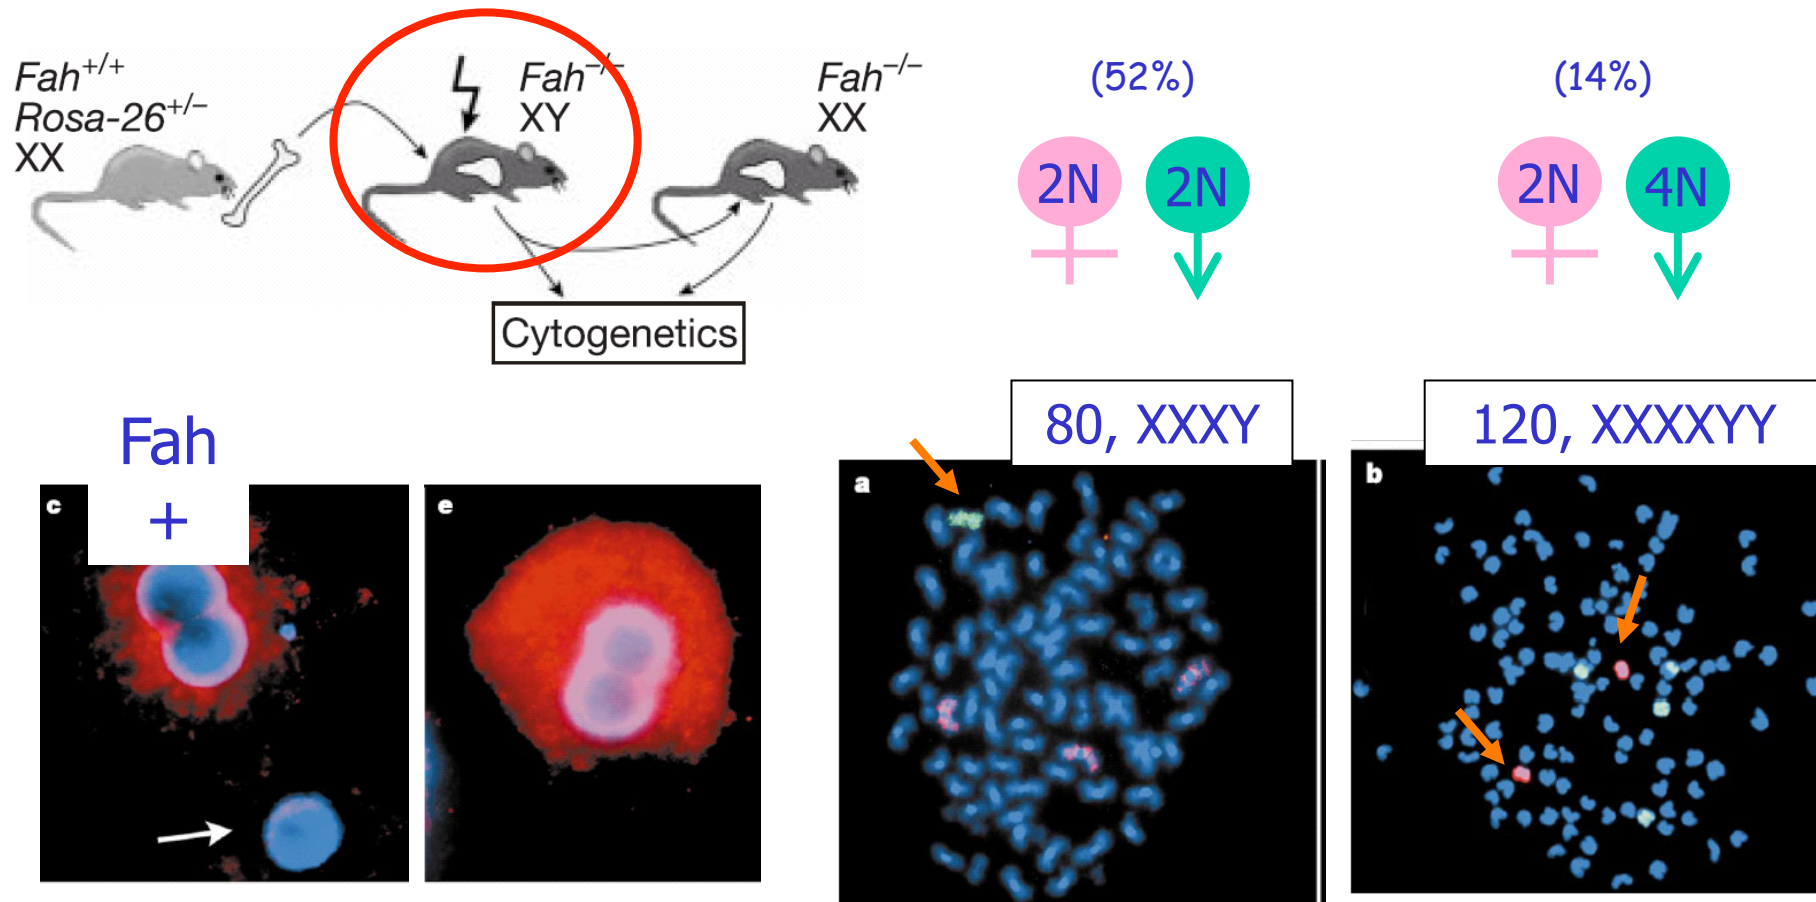 Fah+/+
Rosa-26+/–
XX
Fah–/–
XY
Fah–/–
XX
Cytogenetics
(52%)
(14%)
2N
2N
2N
4N
80, XXXY
120, XXXXYY
Fah
+
c
e
a
b